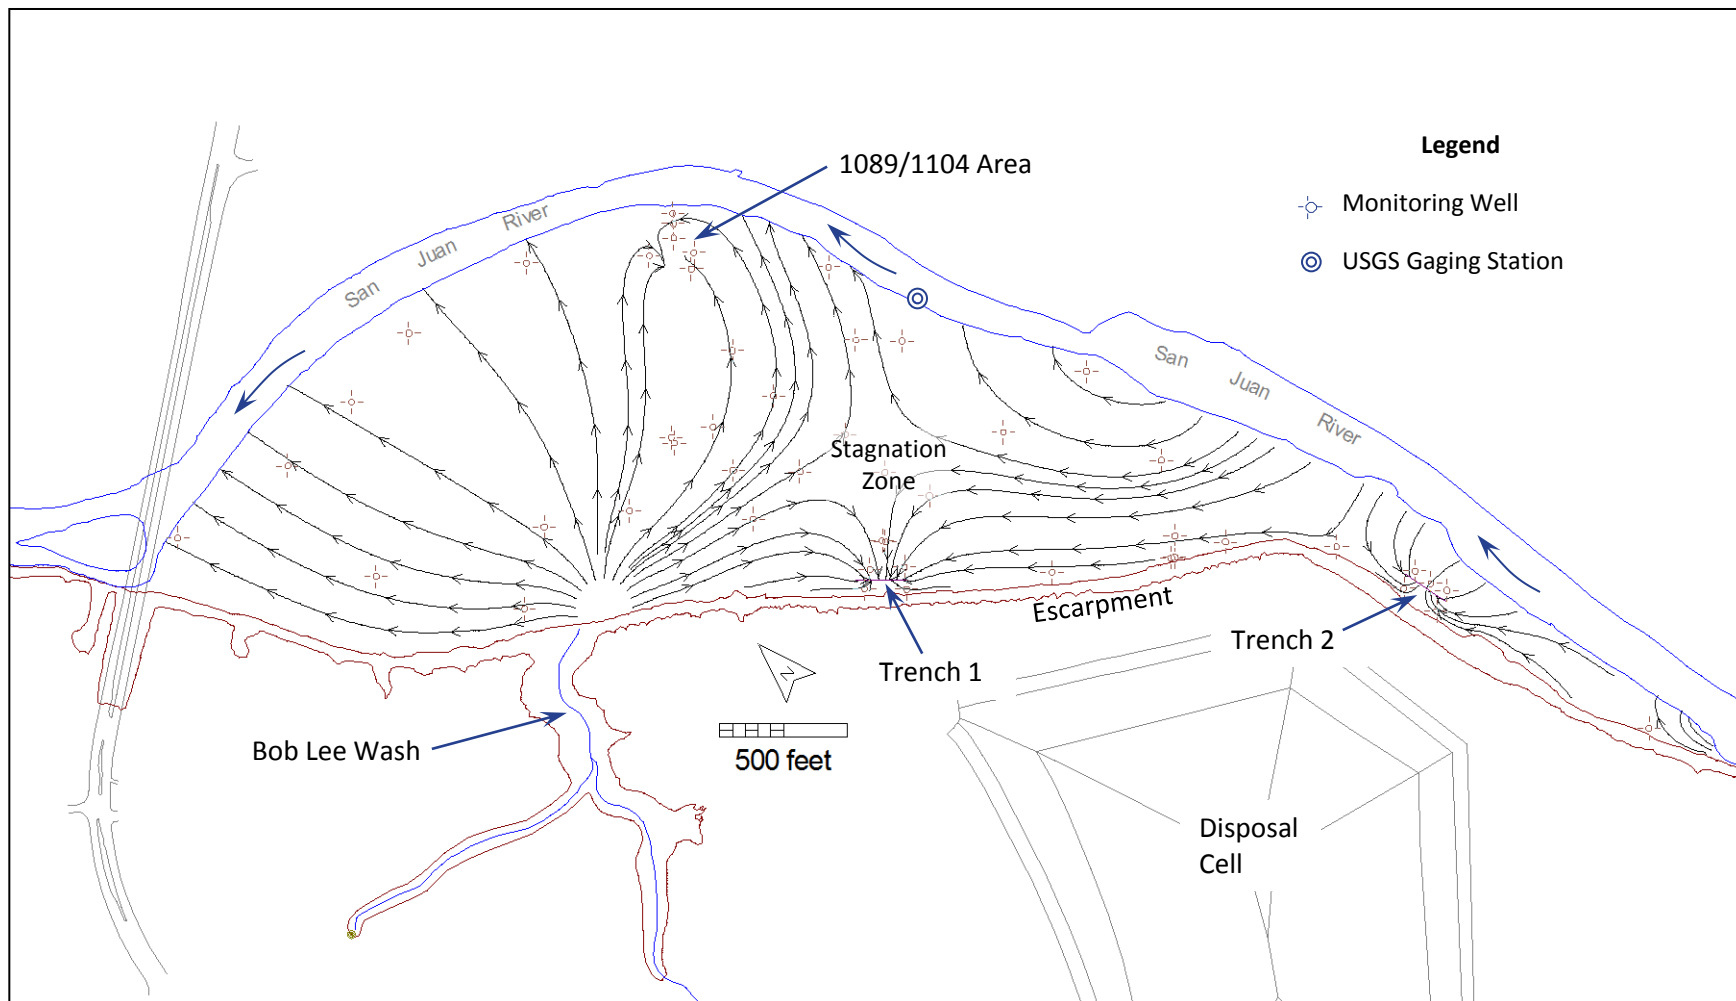 Legend
1089/1104 Area
Monitoring Well
San Juan River
USGS Gaging Station
San Juan River
Stagnation
Zone
Escarpment
Trench 2
Trench 1
N
Bob Lee Wash
500 feet
Disposal
Cell